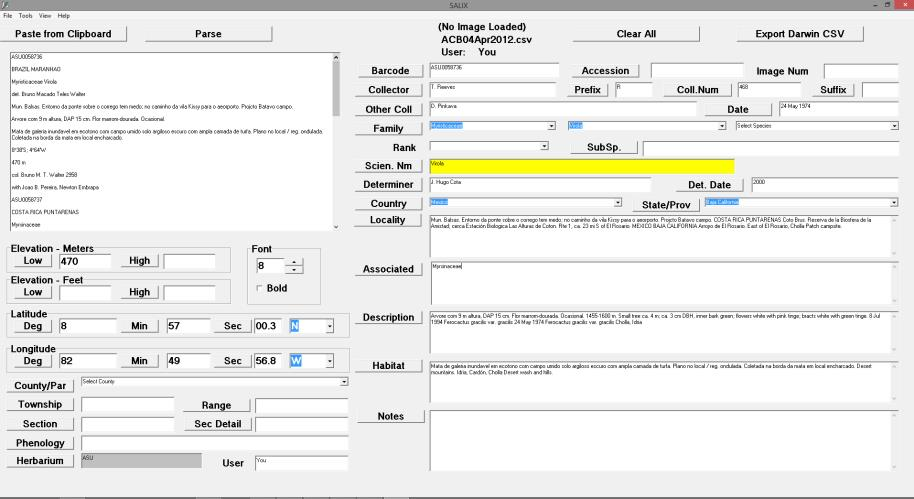 SALIX
File Tools View Help
Paste from Clipboard
Parse
(No Image Loaded)
ACB04Apr2012.csv
User: You
Clear All
Export Darwin CSV
ASU0058736
BRAZIL MARANHAO
Myristicaceae Virola
det. Bruno Macado Teles Walter
Mun. Balsas. Entorno da ponte sobre o corrego tem medo; no caminho da vila Kissy para o aeroporto. Projeto Batavo campo.
Arvore com 9 m altura, DAP 15 cm. Flor marrom-dourada. Ocasional.
Mata de galeria inundavel em ecotono com campo umido solo argiloso escuro com ampla camada de turfa. Plano no local / reg. ondulada.
Coletada na borda da mata em local encharcado.
8°38'S; 4°64'W
470 m
col. Bruno M. T. Walter 2958
with Joao B. Pereira, Newton Embrapa
ASU0058737
COSTA RICA PUNTARENAS
Myrsinaceae
Elevation - Meters
Low 470 High
Elevation - Feet
Low High
Font
8
Bold
Latitude
Deg 8 Min 57 Sec 00.3 N
Longitude
Deg 82 Min 49 Sec 56.8 W
County/Par Select County
Township Range
Section Sec Detail
Phenology
Herbarium ASU User You
Barcode ASU0058736 Accession Image Num
Collector T. Reeves Prefix R Coll.Num 468 Suffix
Other Coll D. Pinkava Date 24 May 1974
Family Myristicaceae Virola Select Species
Rank SubSp.
Scien. Nm Virola
Determiner J. Hugo Cota Det. Date 2000
Country Mexico State/Prov Baja California
Locality
Mun. Balsas. Entorno da ponte sobre o corrego tem medo; no caminho da vila Kissy para o aeroporto. Projeto Batavo campo. COSTA RICA PUNTARENAS Coto Brus. Reserva de la Biosfera de la
Amistad, cerca Estación Biologica Las Alturas de Coton. Rte 1, ca. 23 mi S of El Rosario MEXICO BAJA CALIFORNIA Arroyo de El Rosario. East of El Rosario, Cholla Patch campsite.
Associated Myrsinaceae
Description
Arvore com 9 m altura, DAP 15 cm. Flor marrom-dourada. Ocasional. 1455-1600 m. Small tree ca. 4 m; ca. 3 cm DBH, inner bark green; flowers white with pink tinge; bracts white with green tinge. 8 Jul
1994 Ferocactus gracilis var. gracilis 24 May 1974 Ferocactus gracilis var. gracilis Cholla, Idria
Habitat
Mata de galeria inundavel em ecotono com campo umido solo argiloso escuro com ampla camada de turfa. Plano no local / reg. ondulada. Coletada na borda da mata em local encharcado. Desert
mountains. Idria, Cardón, Cholla Desert wash and hills.
Notes